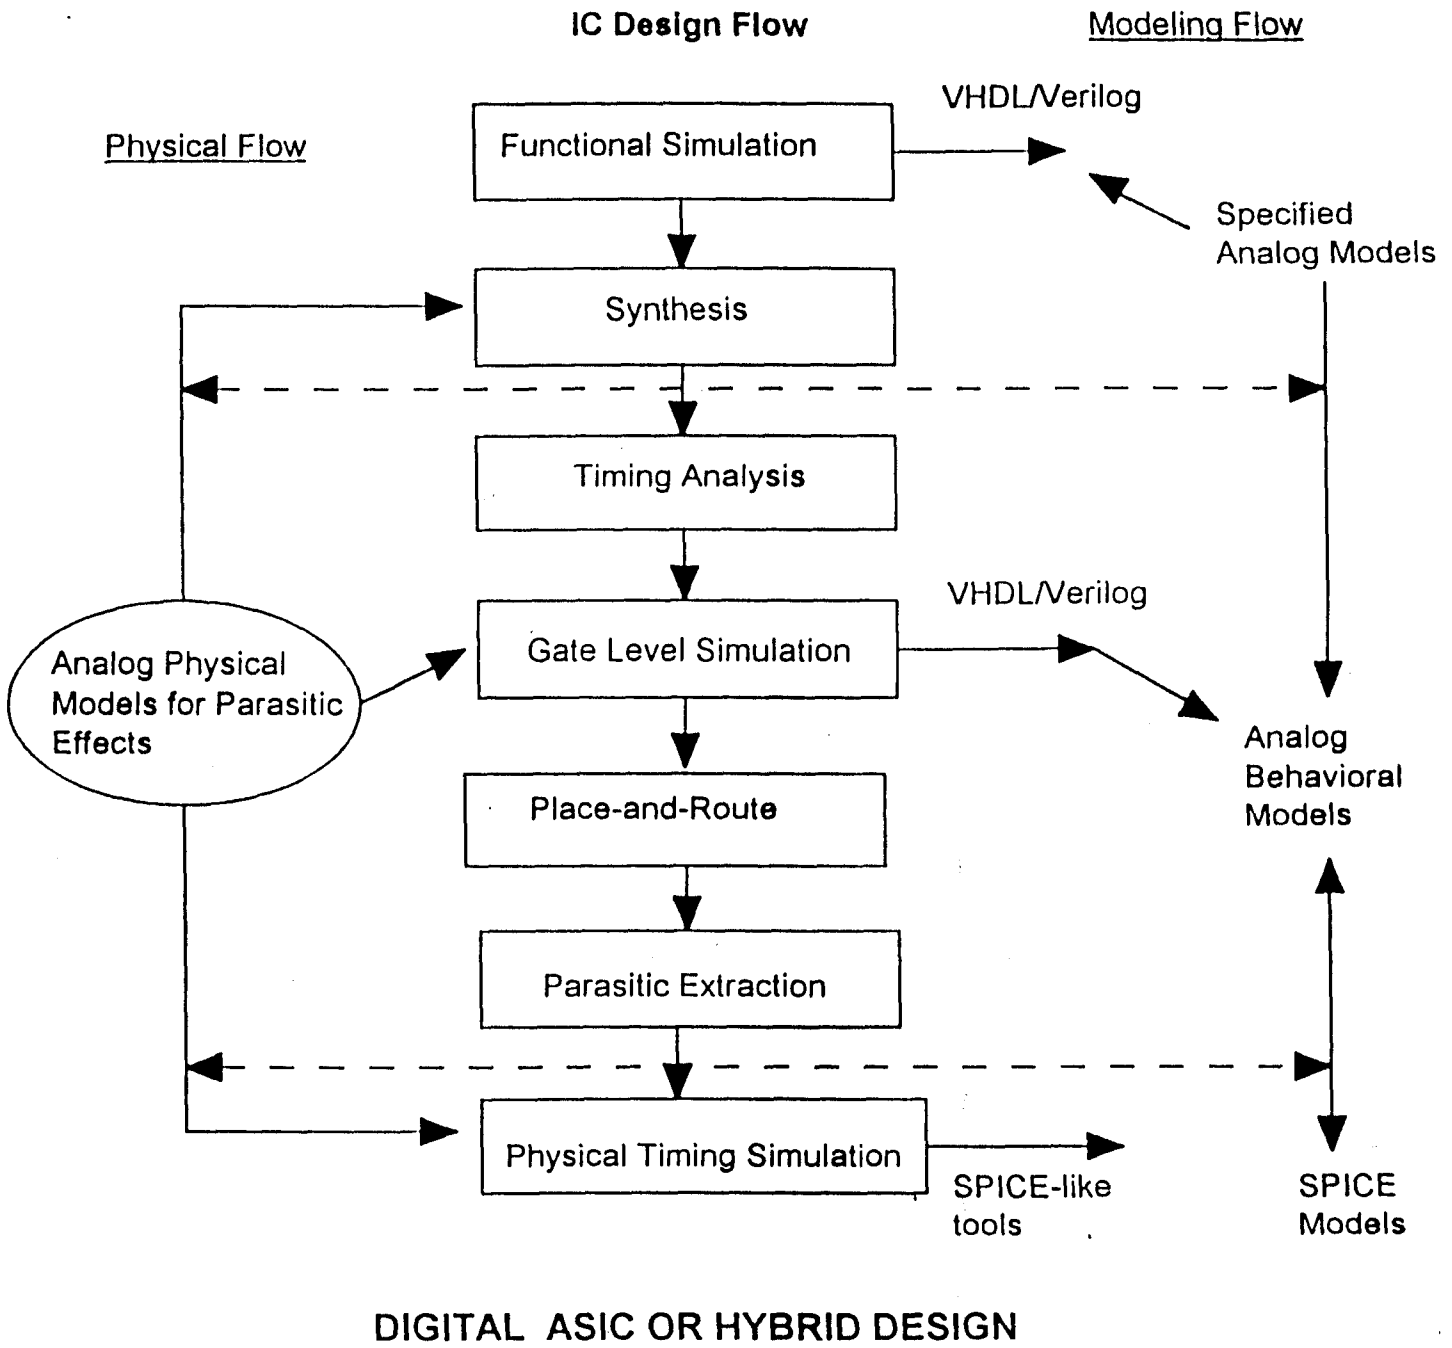 IC Design Flow
Modeling Flow
VHDL/Verilog
Physical Flow
Functional Simulation
Specified
Analog Models
Synthesis
Timing Analysis
VHDL/Verilog
Gate Level Simulation
Analog Physical
Models for Parasitic
Effects
Analog
Behavioral
Models
Place-and-Route
Parasitic Extraction
Physical Timing Simulation
SPICE-like
tools
SPICE
Models
DIGITAL ASIC OR HYBRID DESIGN